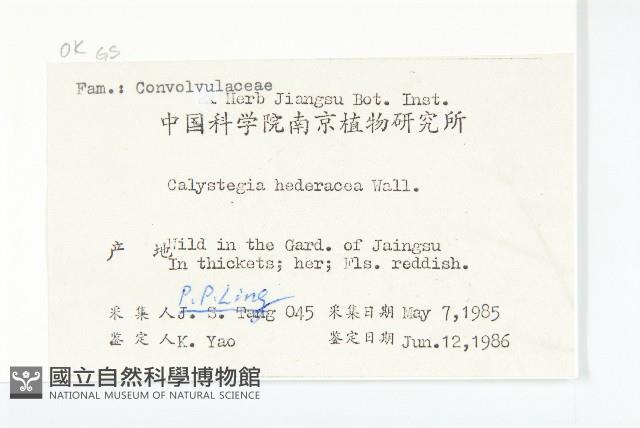 OK GS
Fam.: Convolvulaceae
Herb Jiangsu Bot. Inst.
中国科学院南京植物研究所
Calystegia hederacea Wall.
产 地 Wild in the Gard. of Jaingsu
In thickets; her; Fls. reddish.
P.P.Ling
采集人 J. S. Tang 045 采集日期 May 7,1985
鉴定人 K. Yao 鉴定日期 Jun.12,1986
國立自然科學博物館
NATIONAL MUSEUM OF NATURAL SCIENCE